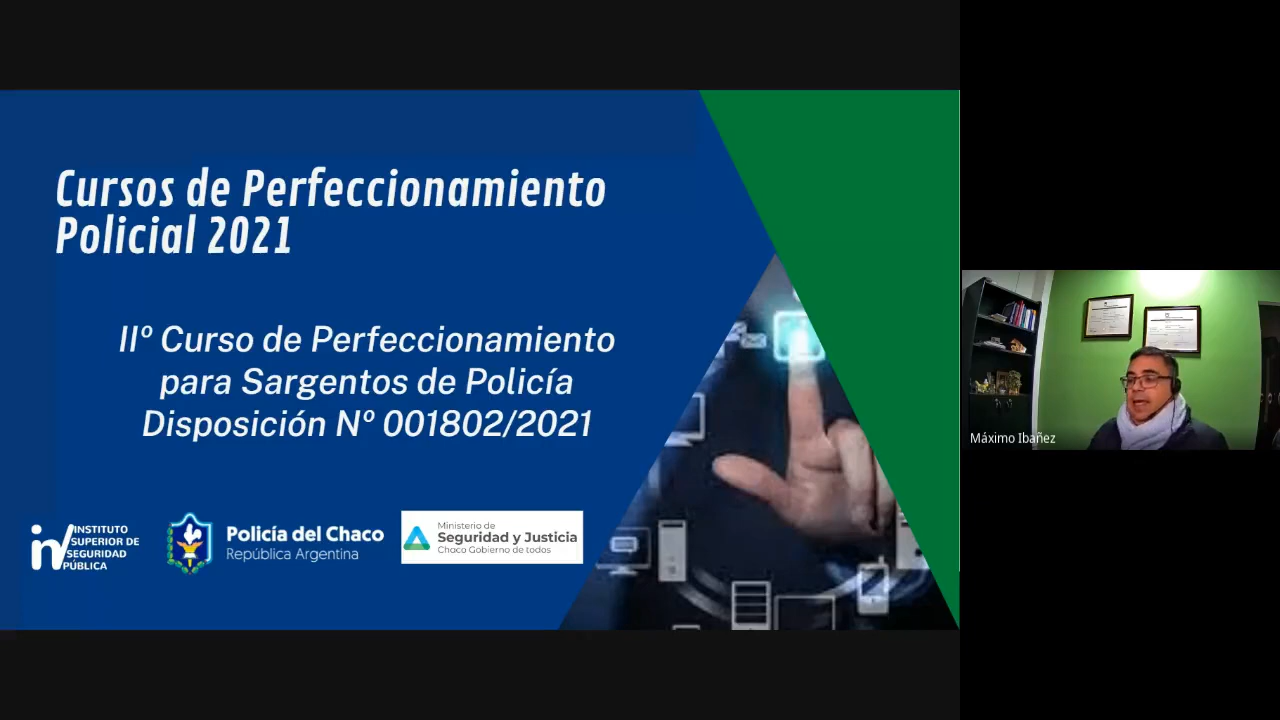 Cursos de Perfeccionamiento
Policial 2021
IIº Curso de Perfeccionamiento
para Sargentos de Policía
Disposición Nº 001802/2021
INSTITUTO
SUPERIOR DE
SEGURIDAD
PÚBLICA
Policía del Chaco
República Argentina
Ministerio de
Seguridad y Justicia
Chaco Gobierno de todos
Máximo Ibañez